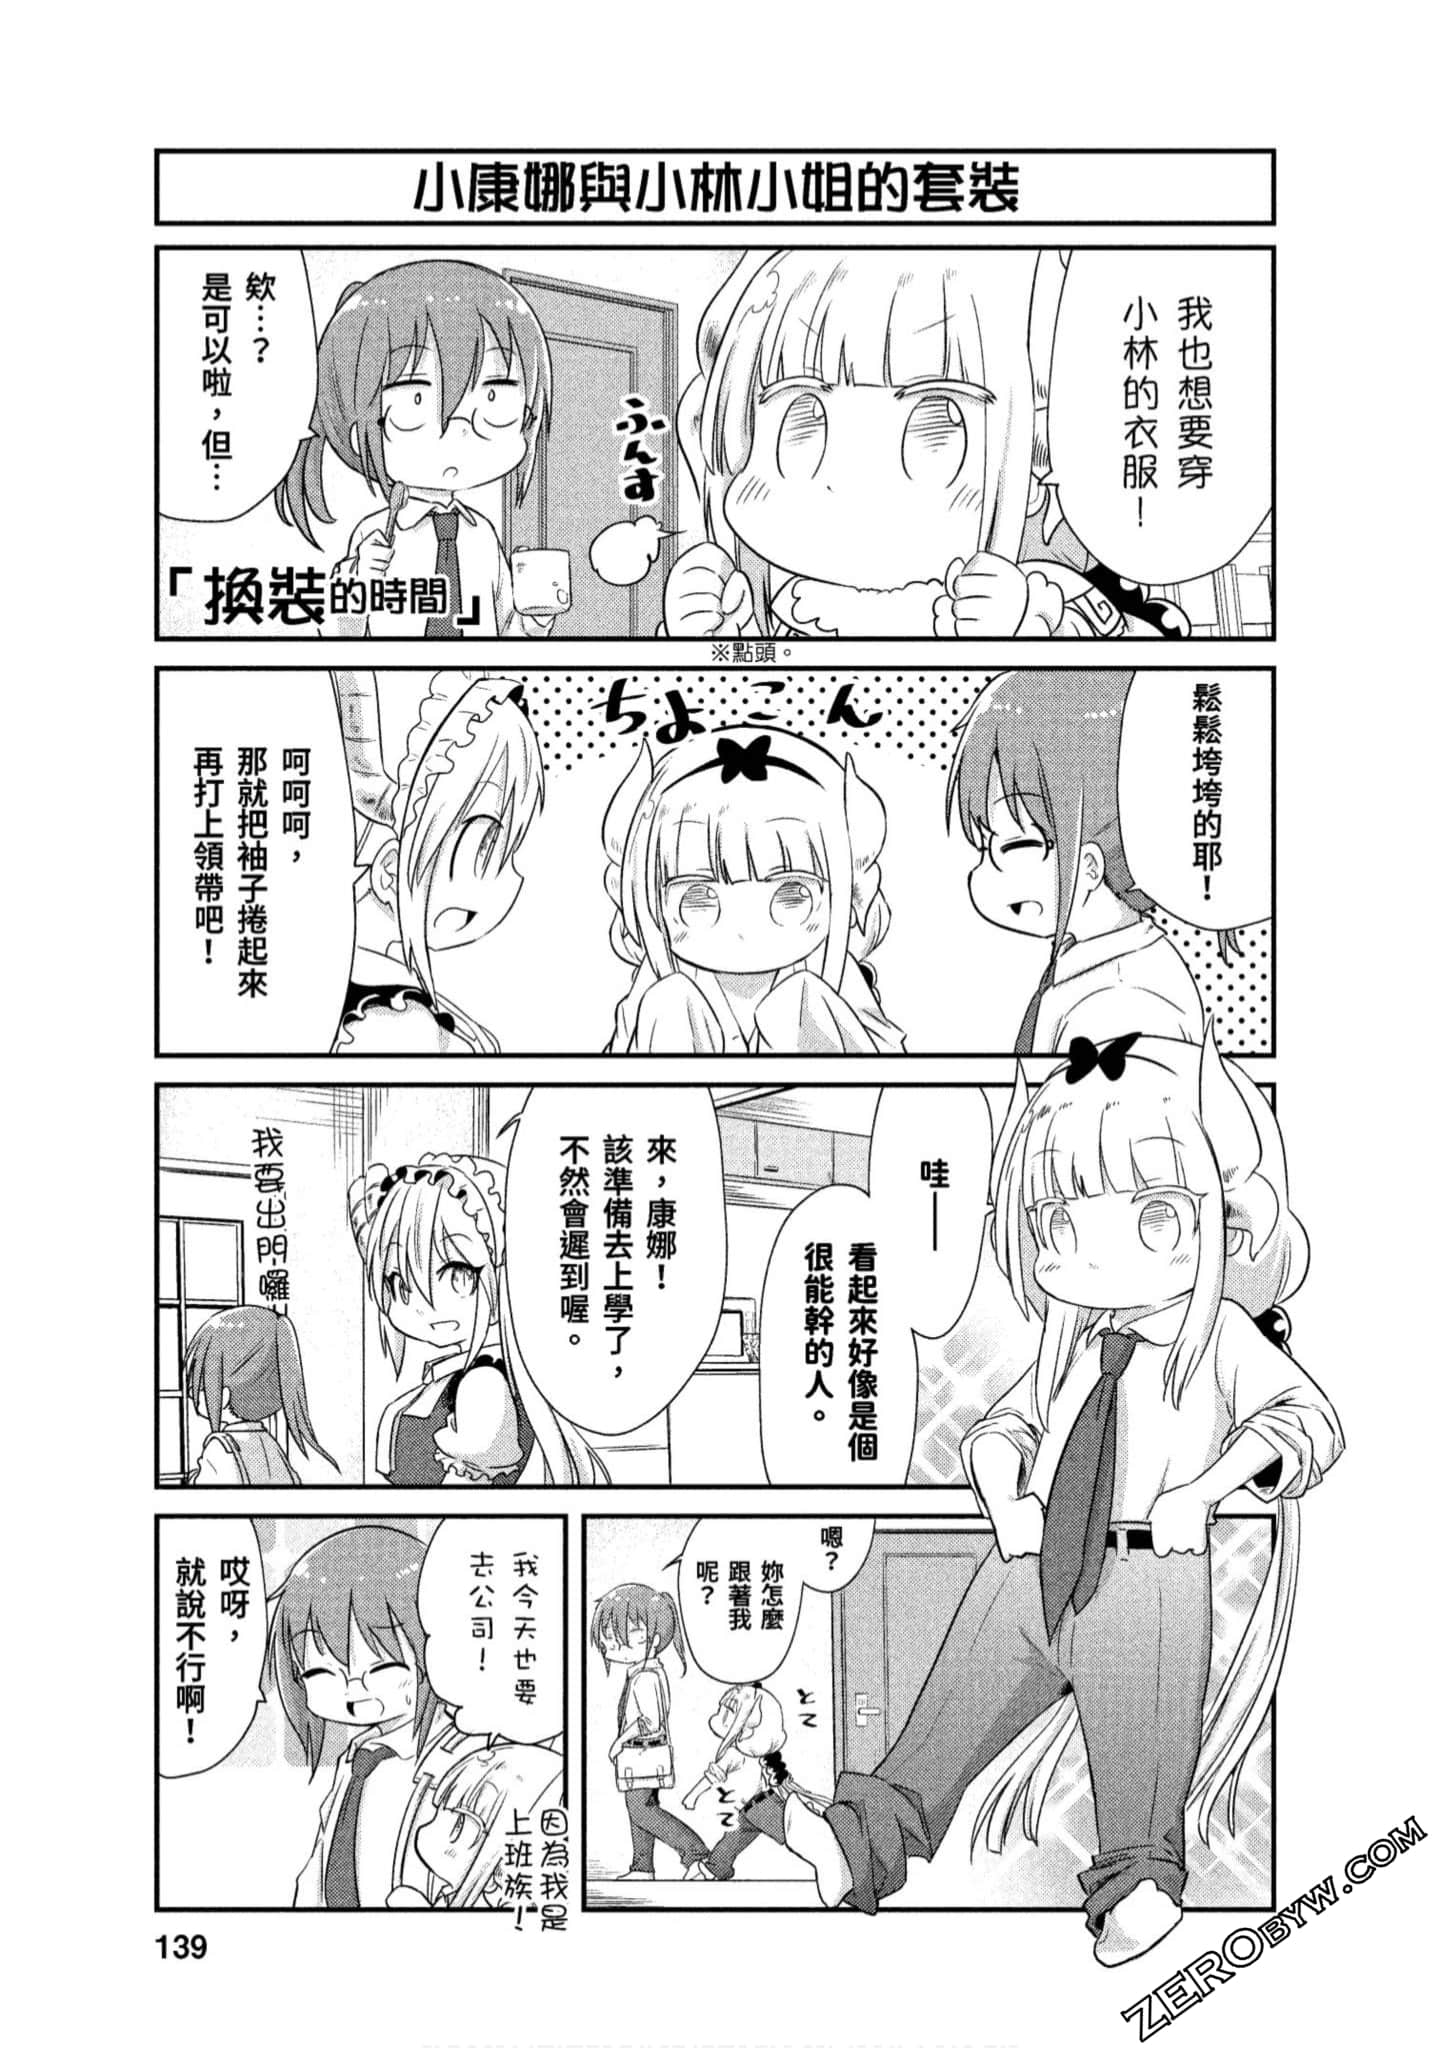 小康娜與小林小姐的套裝
我也想要穿
小林的衣服！
ふんす
欸…？
是可以啦，但…
「換裝的時間」
※點頭。
鬆鬆垮垮的耶！
ちょこん
呵呵呵，
那就把袖子捲起來
再打上領帶吧！
哇──
看起來好像是個
很能幹的人。
來，康娜！
該準備去上學了，
不然會遲到喔。
我要出門囉─
嗯？
妳怎麼
跟著我
呢？
とて
とて
我今天也要
去公司！
因為我是
上班族！
哎呀，
就說不行啊！
139
ZEROBYW.COM